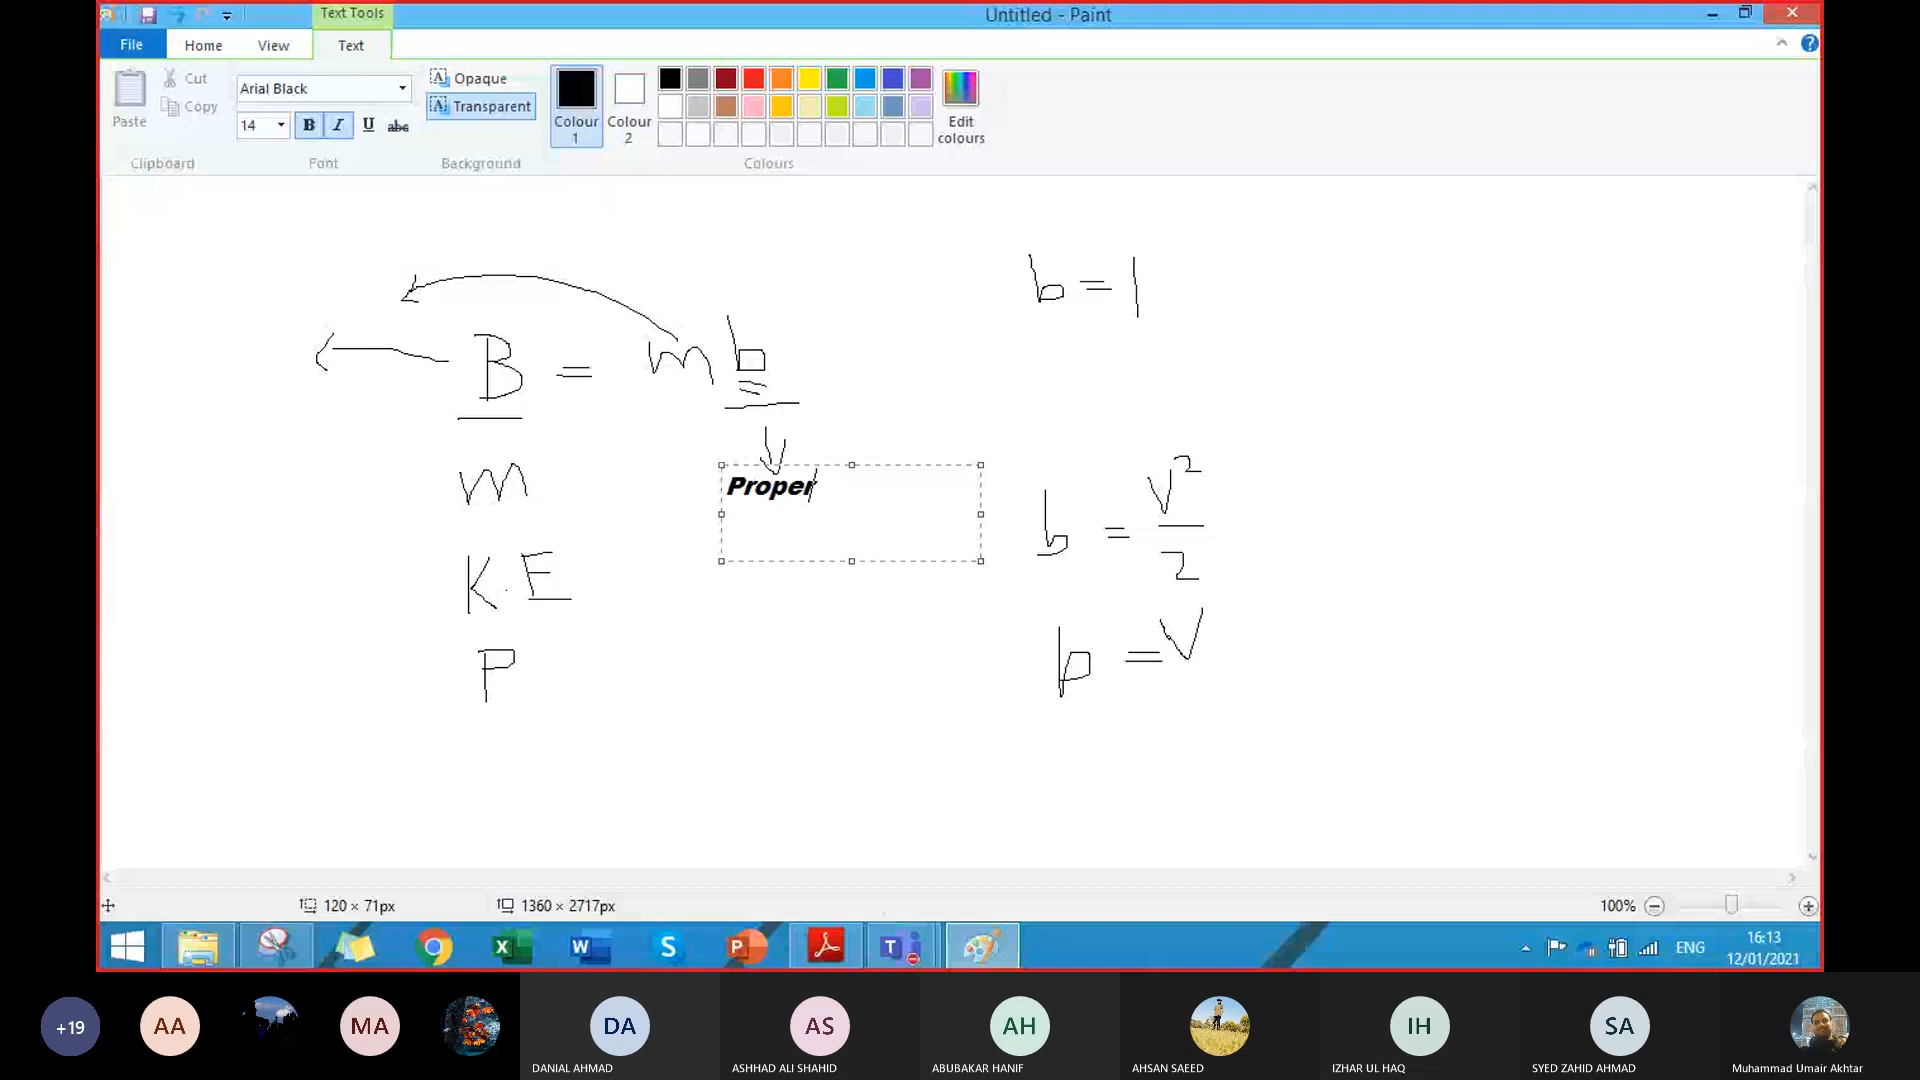 Text Tools
Untitled - Paint
File Home View Text
Paste
Cut
Copy
Clipboard
Arial Black
14
B I U abc
Font
Opaque
Transparent
Background
Colour 1
Colour 2
Edit colours
Colours
b = 1
B = m b
m
Proper
b = V²/2
K.E
b = V
P
120 × 71px
1360 × 2717px
100%
ENG
16:13
12/01/2021
+19
AA
MA
DA
AS
AH
IH
SA
DANIAL AHMAD
ASHHAD ALI SHAHID
ABUBAKAR HANIF
AHSAN SAEED
IZHAR UL HAQ
SYED ZAHID AHMAD
Muhammad Umair Akhtar